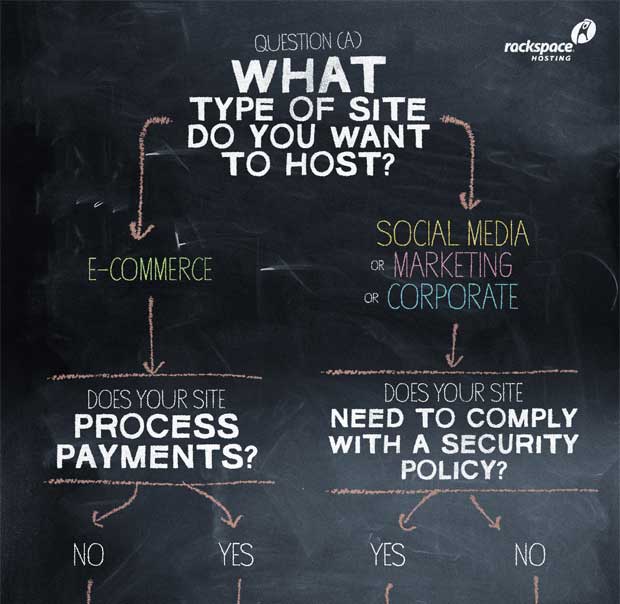 rackspace
HOSTING
QUESTION (A)
WHAT
TYPE OF SITE
DO YOU WANT
TO HOST?
E-COMMERCE
SOCIAL MEDIA
OR MARKETING
OR CORPORATE
DOES YOUR SITE
PROCESS
PAYMENTS?
DOES YOUR SITE
NEED TO COMPLY
WITH A SECURITY
POLICY?
NO
YES
YES
NO